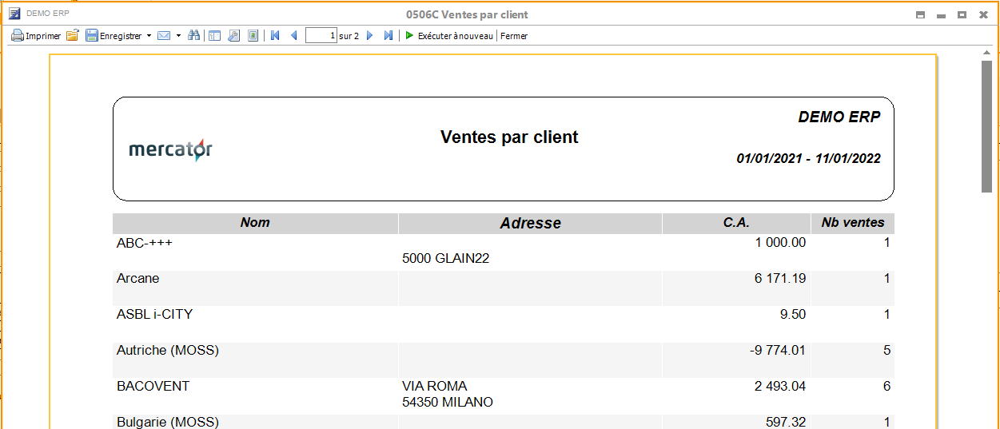 DEMO ERP
0506C Ventes par client
Imprimer Enregistrer 1 sur 2 Exécuter à nouveau Fermer
DEMO ERP
mercator
Ventes par client
01/01/2021 - 11/01/2022
Nom Adresse C.A. Nb ventes
ABC-+++ 1 000.00 1
5000 GLAIN22
Arcane 6 171.19 1
ASBL i-CITY 9.50 1
Autriche (MOSS) -9 774.01 5
BACOVENT VIA ROMA 2 493.04 6
54350 MILANO
Bulgarie (MOSS) 597.32 1